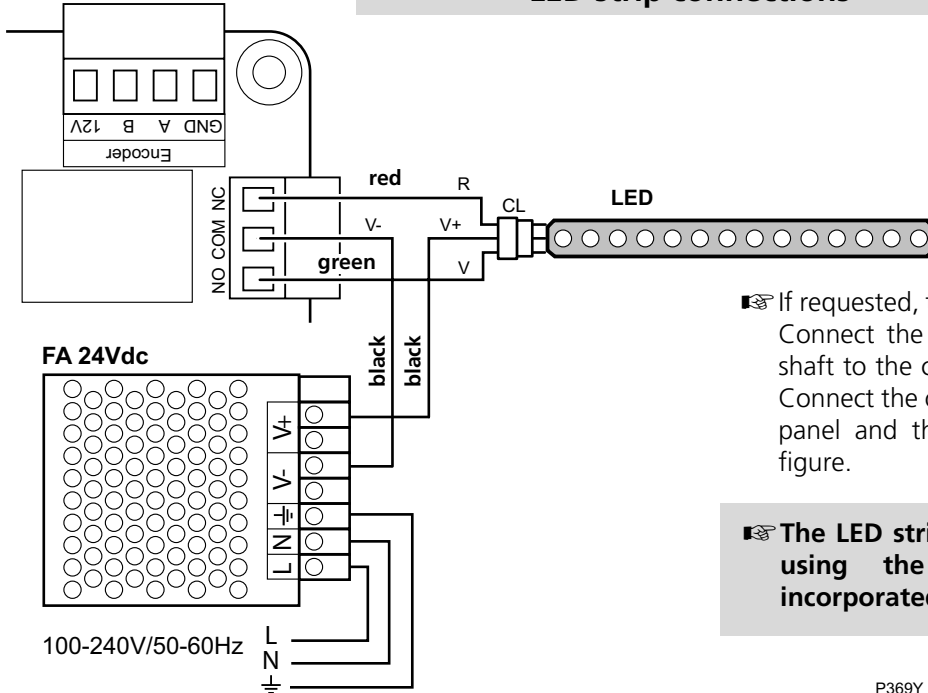 LED strip connections
12V B A GND
Encoder
NO COM NC
red
R
V-
V+
green
V
CL
LED
black
black
FA 24Vdc
V+
V-
N
L
100-240V/50-60Hz
L
N
☞ If requested,
Connect the
shaft to the
Connect the
panel and
figure.
☞ The LED
using the
incorporated
P369Y